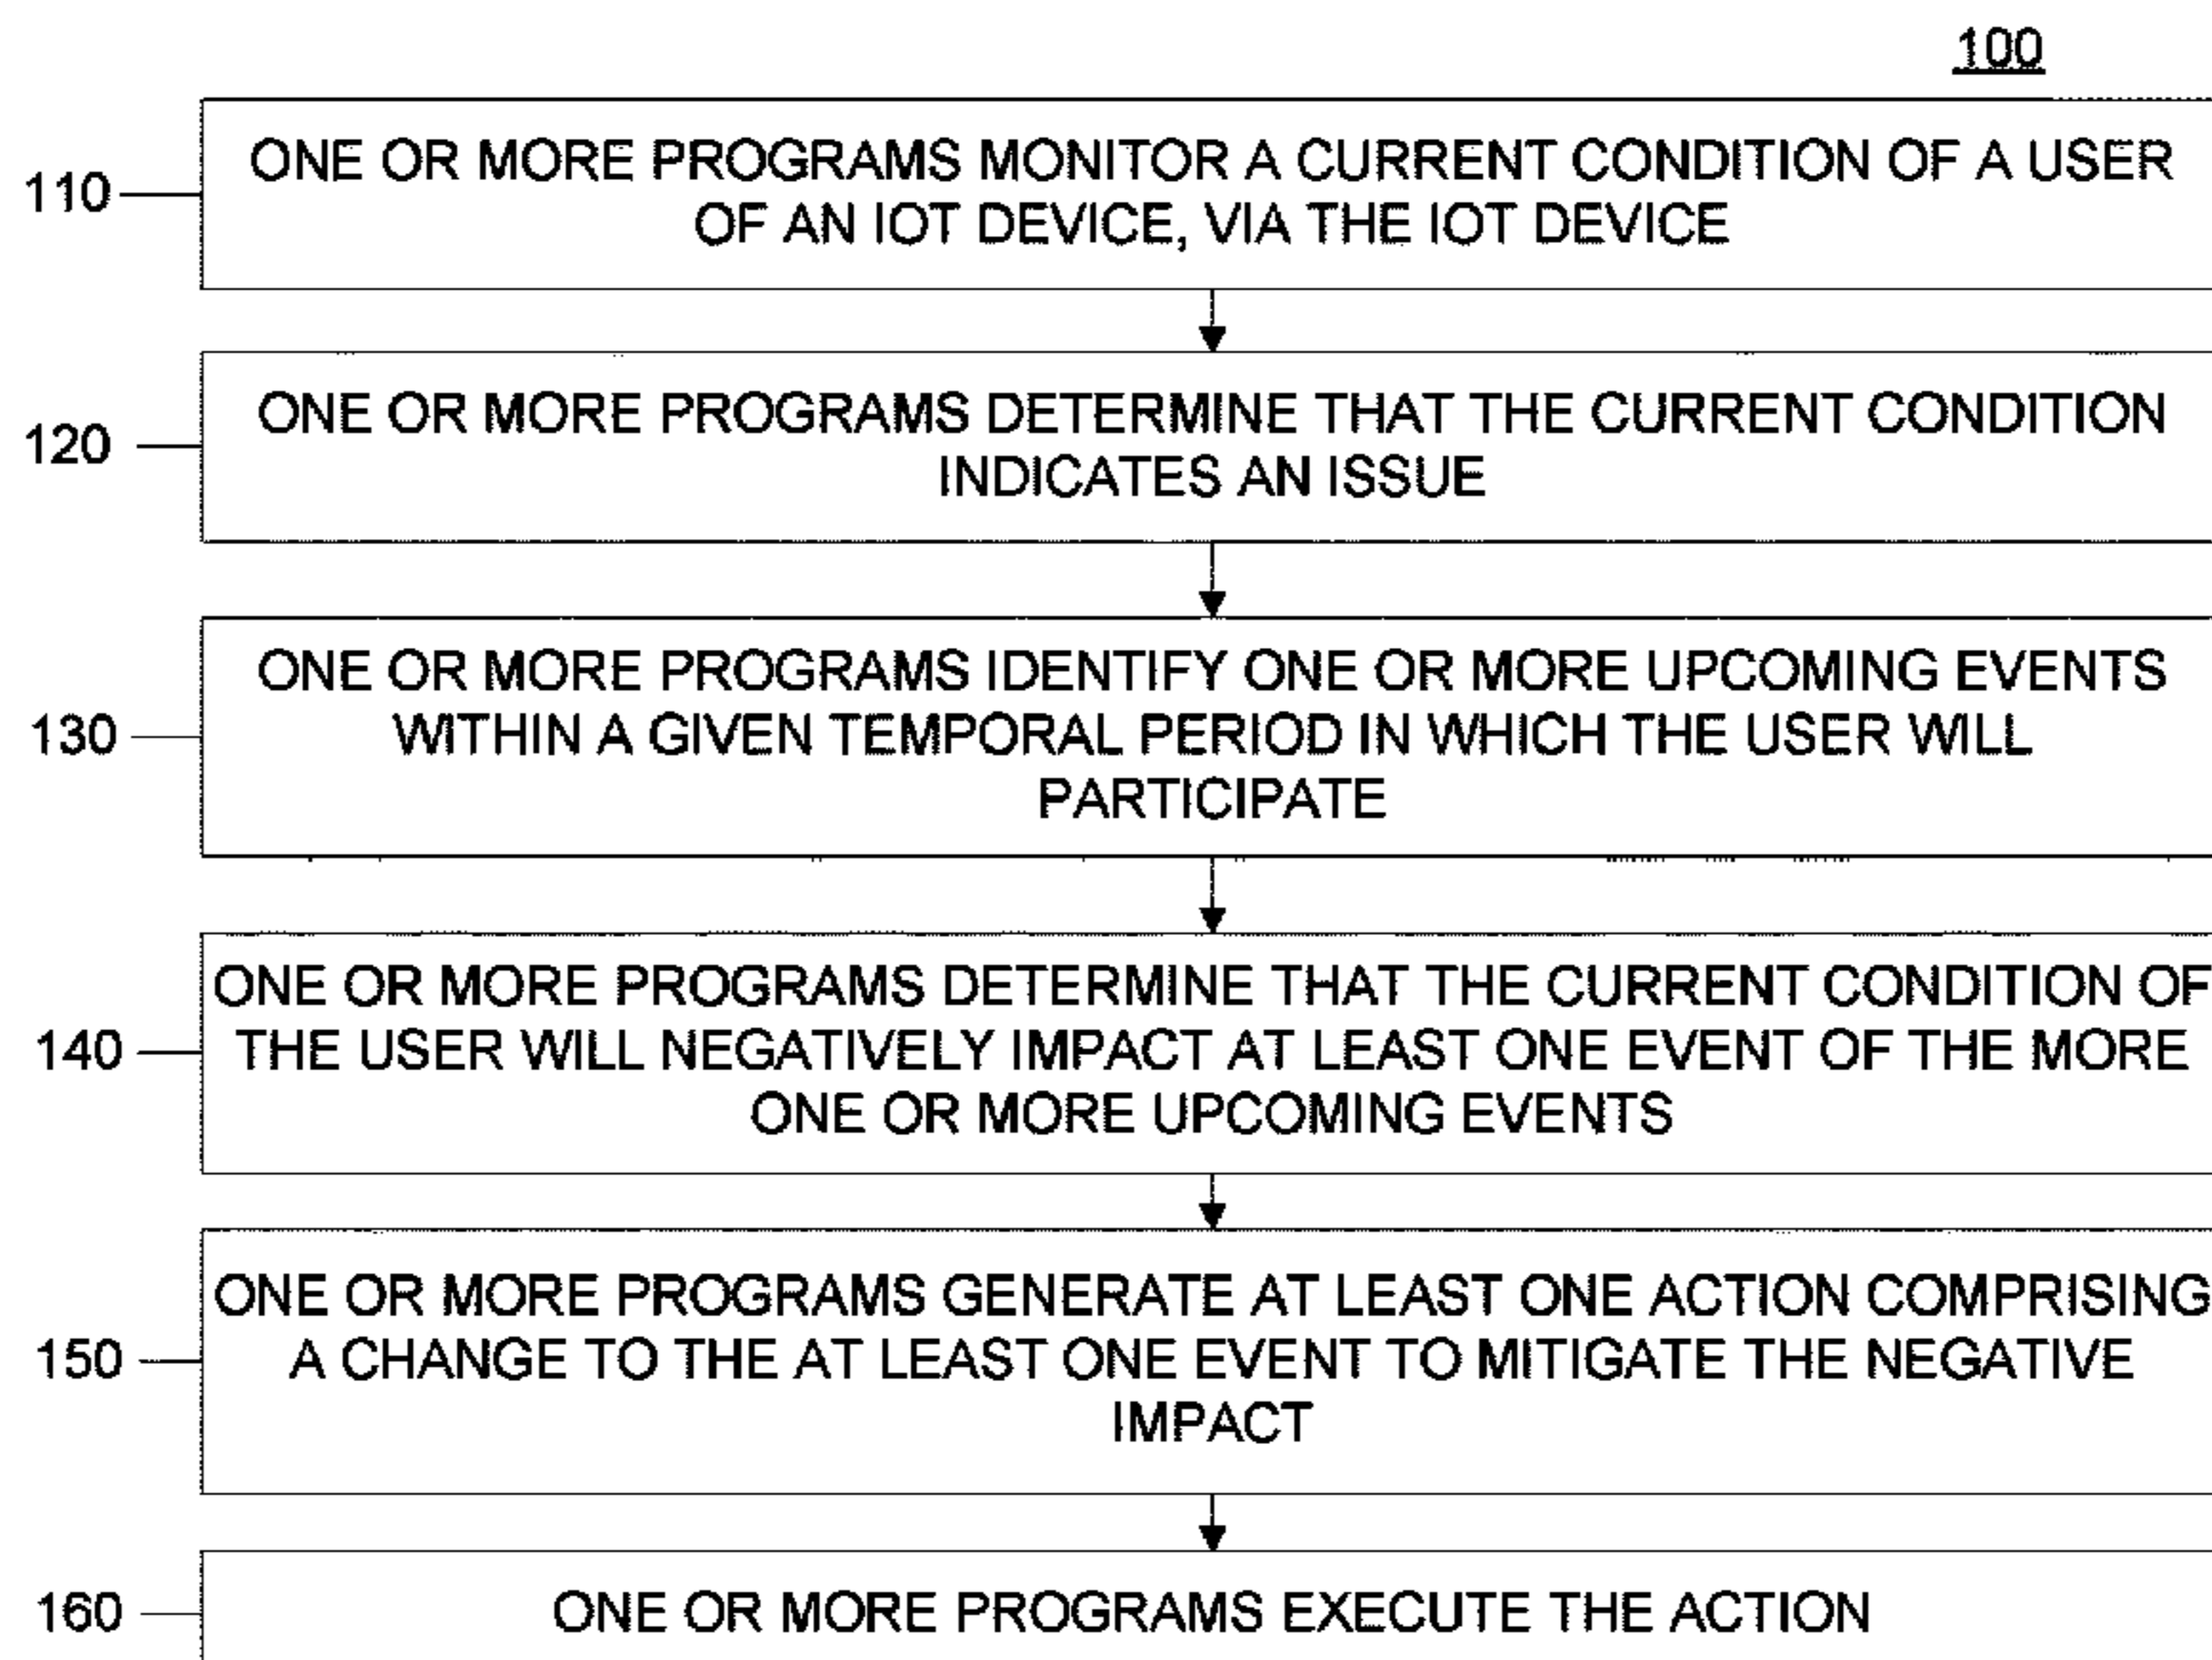 100
110
ONE OR MORE PROGRAMS MONITOR A CURRENT CONDITION OF A USER
OF AN IOT DEVICE, VIA THE IOT DEVICE
120
ONE OR MORE PROGRAMS DETERMINE THAT THE CURRENT CONDITION
INDICATES AN ISSUE
130
ONE OR MORE PROGRAMS IDENTIFY ONE OR MORE UPCOMING EVENTS
WITHIN A GIVEN TEMPORAL PERIOD IN WHICH THE USER WILL
PARTICIPATE
140
ONE OR MORE PROGRAMS DETERMINE THAT THE CURRENT CONDITION OF
THE USER WILL NEGATIVELY IMPACT AT LEAST ONE EVENT OF THE MORE
ONE OR MORE UPCOMING EVENTS
150
ONE OR MORE PROGRAMS GENERATE AT LEAST ONE ACTION COMPRISING
A CHANGE TO THE AT LEAST ONE EVENT TO MITIGATE THE NEGATIVE
IMPACT
160
ONE OR MORE PROGRAMS EXECUTE THE ACTION